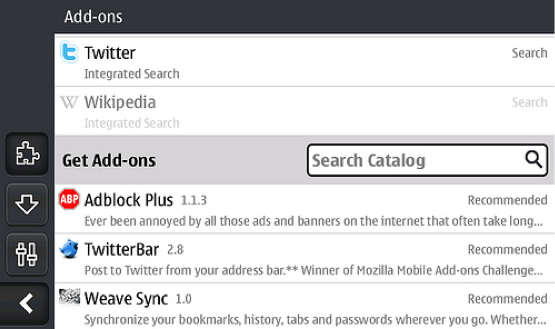 Add-ons
Twitter Search
Integrated Search
W Wikipedia Search
Integrated Search
Get Add-ons Search Catalog
ABP Adblock Plus 1.1.3 Recommended
Ever been annoyed by all those ads and banners on the internet that often take long...
TwitterBar 2.8 Recommended
Post to Twitter from your address bar.** Winner of Mozilla Mobile Add-ons Challenge...
Weave Sync 1.0 Recommended
Synchronize your bookmarks, history, tabs and passwords wherever you go. Whether...